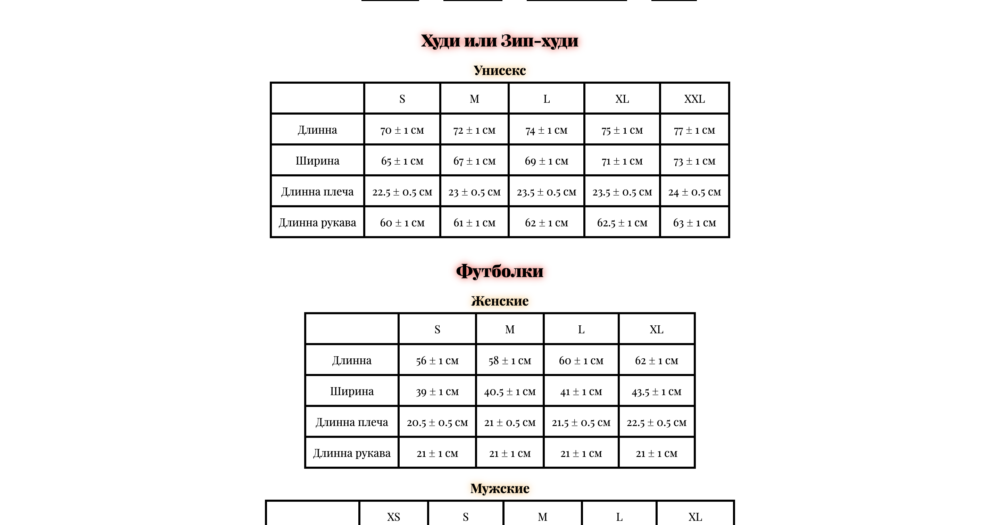 Худи или Зип-худи
Унисекс
S M L XL XXL
Длинна 70 ± 1 см 72 ± 1 см 74 ± 1 см 75 ± 1 см 77 ± 1 см
Ширина 65 ± 1 см 67 ± 1 см 69 ± 1 см 71 ± 1 см 73 ± 1 см
Длинна плеча 22.5 ± 0.5 см 23 ± 0.5 см 23.5 ± 0.5 см 23.5 ± 0.5 см 24 ± 0.5 см
Длинна рукава 60 ± 1 см 61 ± 1 см 62 ± 1 см 62.5 ± 1 см 63 ± 1 см
Футболки
Женские
S M L XL
Длинна 56 ± 1 см 58 ± 1 см 60 ± 1 см 62 ± 1 см
Ширина 39 ± 1 см 40.5 ± 1 см 41 ± 1 см 43.5 ± 1 см
Длинна плеча 20.5 ± 0.5 см 21 ± 0.5 см 21.5 ± 0.5 см 22.5 ± 0.5 см
Длинна рукава 21 ± 1 см 21 ± 1 см 21 ± 1 см 21 ± 1 см
Мужские
XS S M L XL